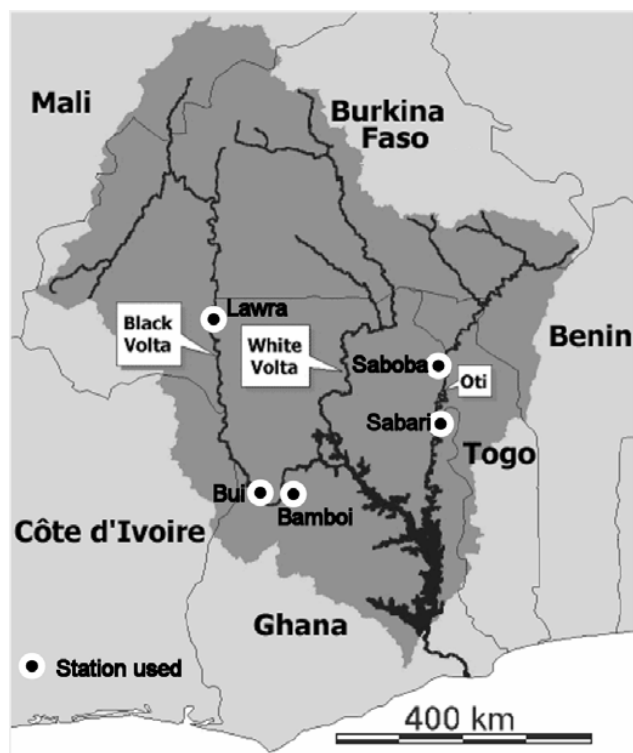 Mali
Burkina
Faso
Lawra
Black
Volta
White
Volta
Benin
Saboba
Oti
Sabari
Togo
Bui
Bamboi
Côte d'Ivoire
Ghana
Station used
400 km